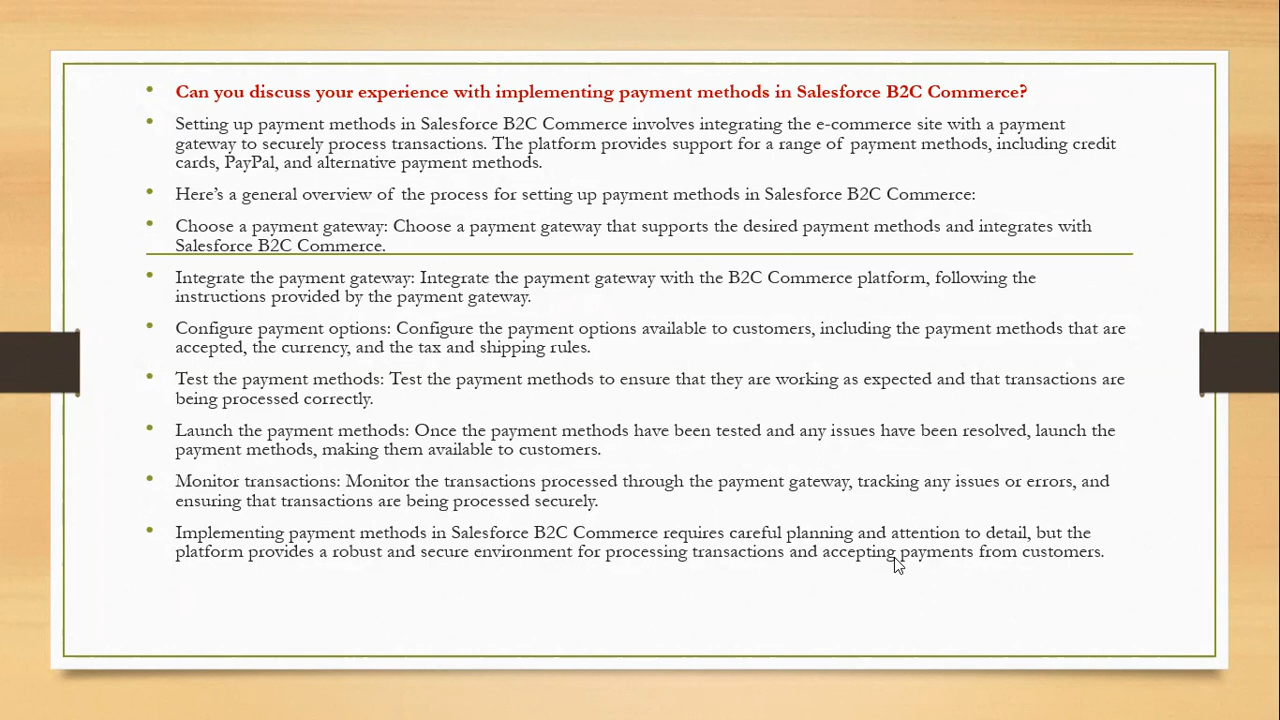 Can you discuss your experience with implementing payment methods in Salesforce B2C Commerce?
Setting up payment methods in Salesforce B2C Commerce involves integrating the e-commerce site with a payment
gateway to securely process transactions. The platform provides support for a range of payment methods, including credit
cards, PayPal, and alternative payment methods.
Here’s a general overview of the process for setting up payment methods in Salesforce B2C Commerce:
Choose a payment gateway: Choose a payment gateway that supports the desired payment methods and integrates with
Salesforce B2C Commerce.
Integrate the payment gateway: Integrate the payment gateway with the B2C Commerce platform, following the
instructions provided by the payment gateway.
Configure payment options: Configure the payment options available to customers, including the payment methods that are
accepted, the currency, and the tax and shipping rules.
Test the payment methods: Test the payment methods to ensure that they are working as expected and that transactions are
being processed correctly.
Launch the payment methods: Once the payment methods have been tested and any issues have been resolved, launch the
payment methods, making them available to customers.
Monitor transactions: Monitor the transactions processed through the payment gateway, tracking any issues or errors, and
ensuring that transactions are being processed securely.
Implementing payment methods in Salesforce B2C Commerce requires careful planning and attention to detail, but the
platform provides a robust and secure environment for processing transactions and accepting payments from customers.